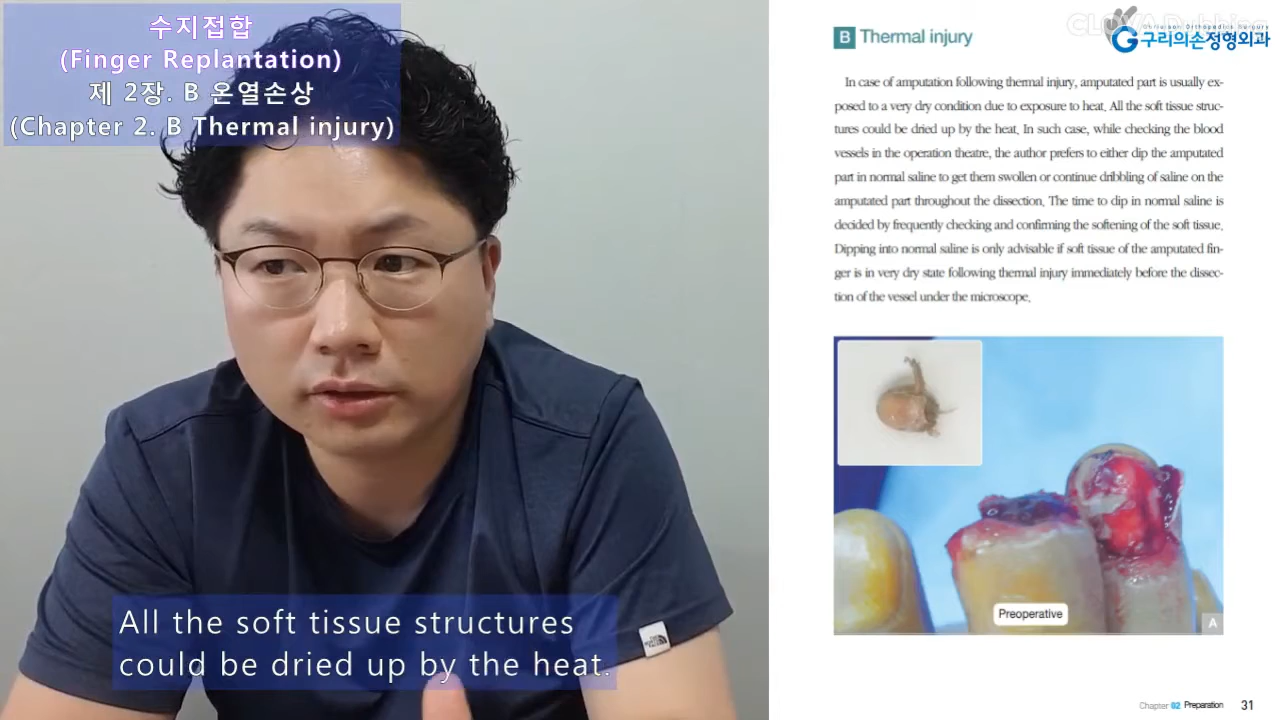 수지접합
(Finger Replantation)
제 2장. B 온열손상
(Chapter 2. B Thermal injury)
CLOVA Dubbing
구리의손정형외과
B Thermal injury
In case of amputation following thermal injury, amputated part is usually ex-
posed to a very dry condition due to exposure to heat. All the soft tissue struc-
tures could be dried up by the heat. In such case, while checking the blood
vessels in the operation theatre, the author prefers to either dip the amputated
part in normal saline to get them swollen or continue dribbling of saline on the
amputated part throughout the dissection. The time to dip in normal saline is
decided by frequently checking and confirming the softening of the soft tissue.
Dipping into normal saline is only advisable if soft tissue of the amputated fin-
ger is in very dry state following thermal injury immediately before the dissec-
tion of the vessel under the microscope.
Preoperative
A
All the soft tissue structures
could be dried up by the heat.
THE NORTH FACE
Chapter 02 Preparation 31